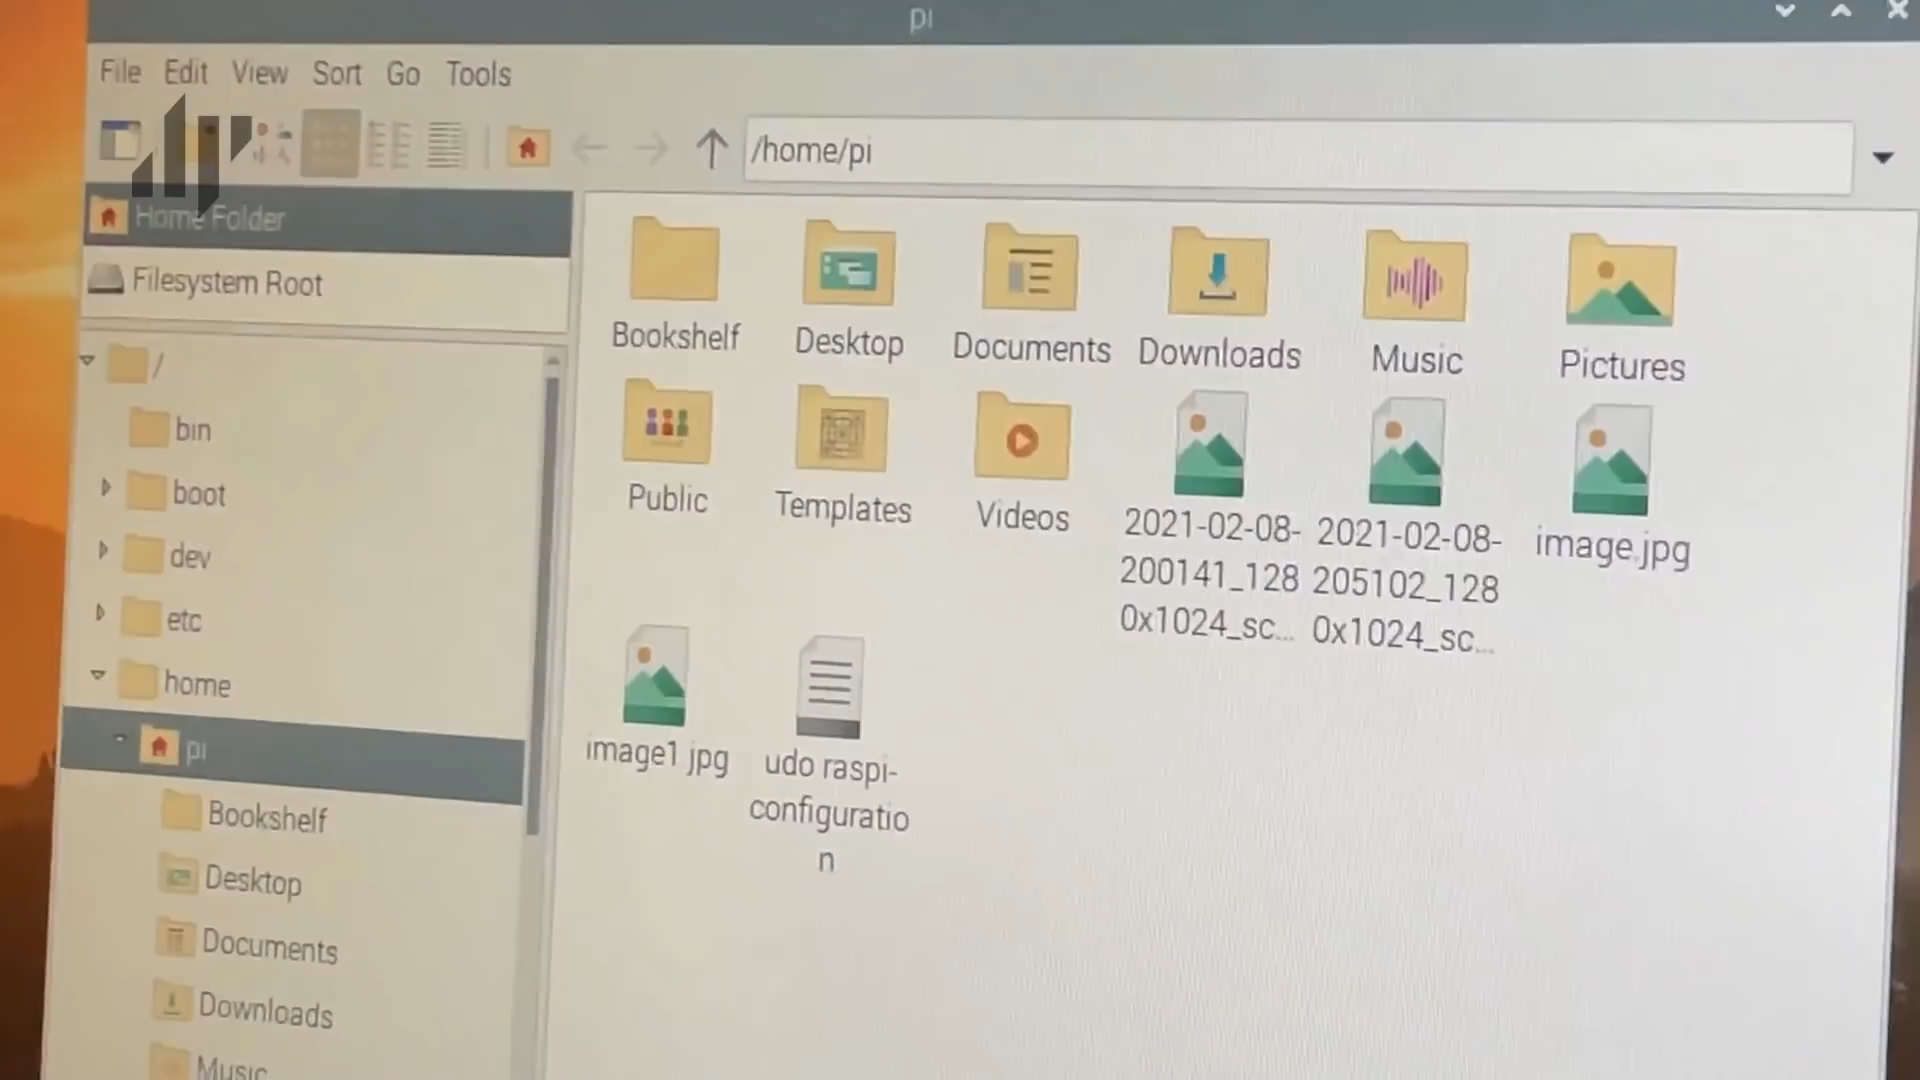 pi
File Edit View Sort Go Tools
/home/pi
Home Folder
Filesystem Root
/
bin
boot
dev
etc
home
pi
Bookshelf
Desktop
Documents
Downloads
Music
Bookshelf Desktop Documents Downloads Music Pictures
Public Templates Videos
2021-02-08-
200141_128
0x1024_sc...
2021-02-08-
205102_128
0x1024_sc...
image.jpg
image1 jpg
udo raspi-
configuratio
n